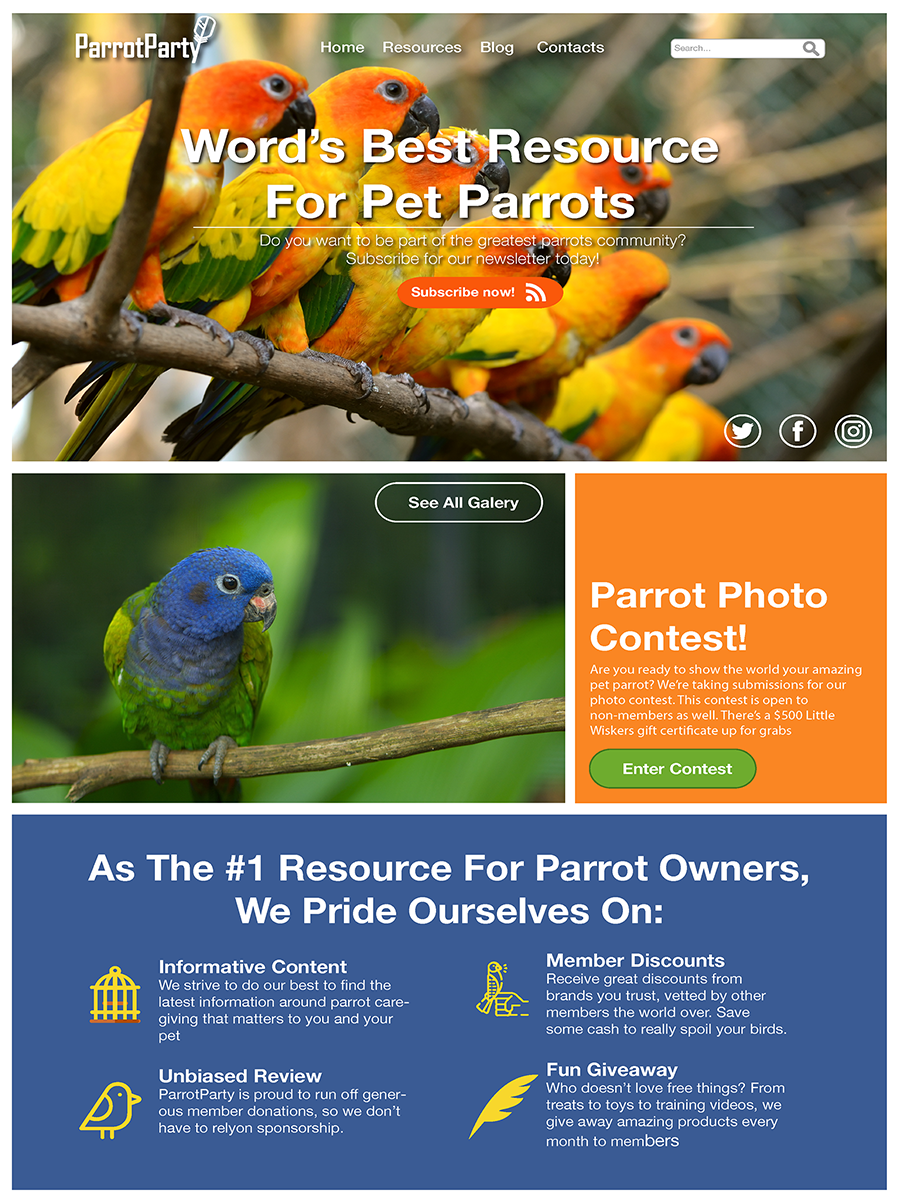 ParrotParty
Home Resources Blog Contacts
Search...
Word's Best Resource
For Pet Parrots
Do you want to be part of the greatest parrots community?
Subscribe for our newsletter today!
Subscribe now!
See All Galery
Parrot Photo
Contest!
Are you ready to show the world your amazing
pet parrot? We're taking submissions for our
photo contest. This contest is open to
non-members as well. There's a $500 Little
Wiskers gift certificate up for grabs
Enter Contest
As The #1 Resource For Parrot Owners,
We Pride Ourselves On:
Informative Content
We strive to do our best to find the
latest information around parrot care-
giving that matters to you and your
pet
Member Discounts
Receive great discounts from
brands you trust, vetted by other
members the world over. Save
some cash to really spoil your birds.
Unbiased Review
ParrotParty is proud to run off gener-
ous member donations, so we don't
have to relyon sponsorship.
Fun Giveaway
Who doesn't love free things? From
treats to toys to training videos, we
give away amazing products every
month to members